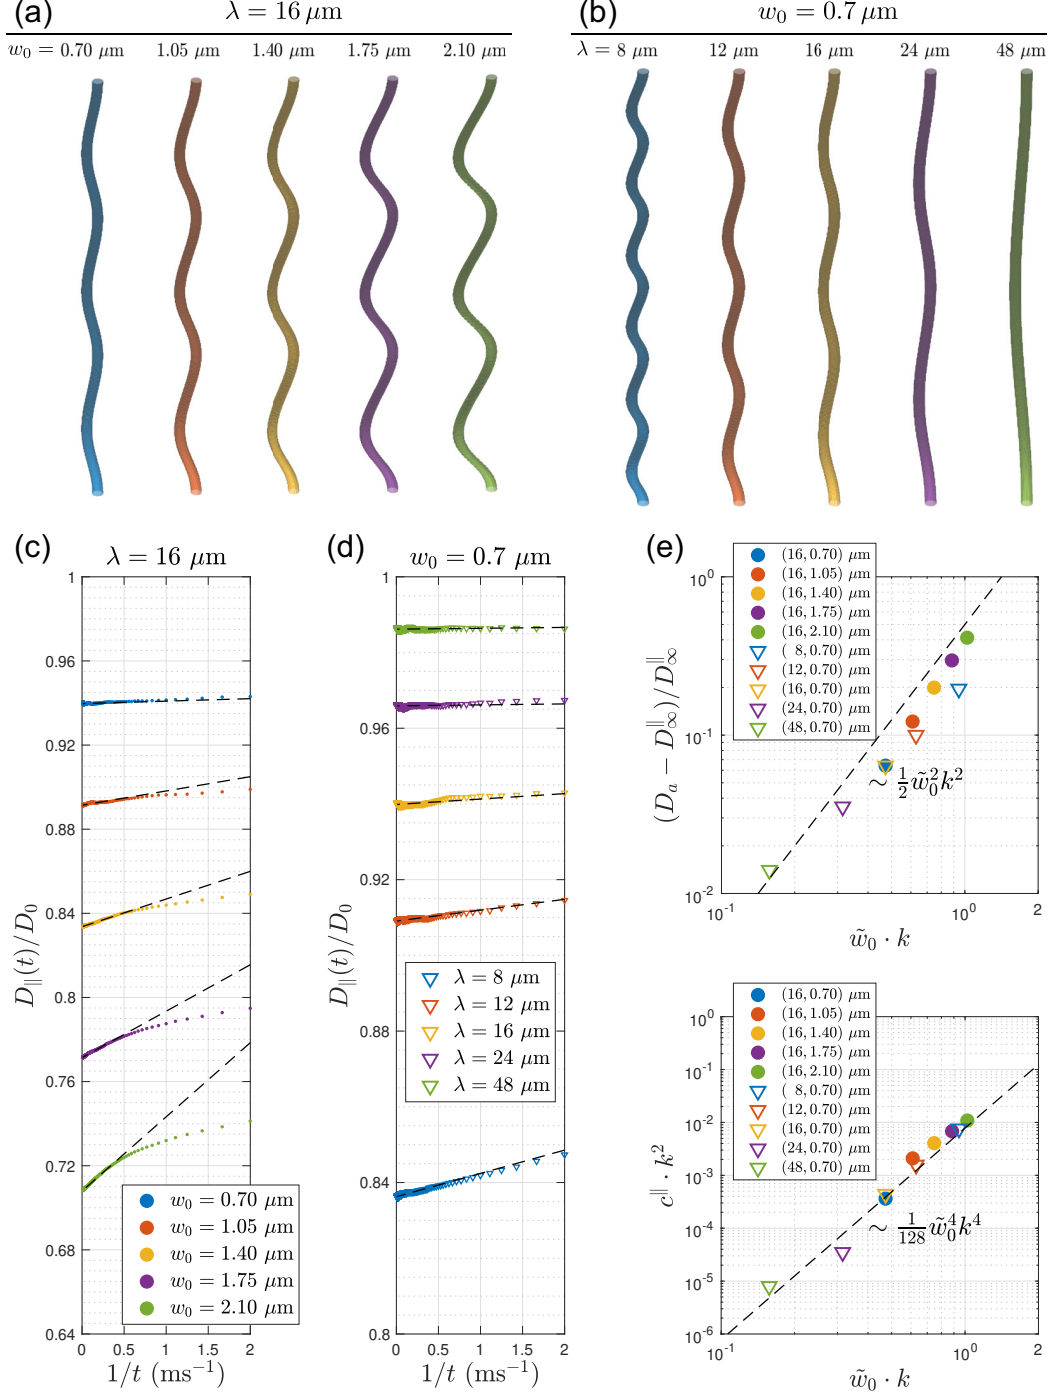 (a) λ = 16 μm
w₀ = 0.70 μm 1.05 μm 1.40 μm 1.75 μm 2.10 μm
(b) w₀ = 0.7 μm
λ = 8 μm 12 μm 16 μm 24 μm 48 μm
(c) λ = 16 μm
1
0.96
0.92
0.88
0.84
0.8
0.76
0.72
0.68
0.64
D∥(t)/D₀
w₀ = 0.70 μm
w₀ = 1.05 μm
w₀ = 1.40 μm
w₀ = 1.75 μm
w₀ = 2.10 μm
0 0.5 1 1.5 2
1/t (ms⁻¹)
(d) w₀ = 0.7 μm
1
0.96
0.92
0.88
0.84
0.8
D∥(t)/D₀
λ = 8 μm
λ = 12 μm
λ = 16 μm
λ = 24 μm
λ = 48 μm
0 0.5 1 1.5 2
1/t (ms⁻¹)
(e)
(16, 0.70) μm
(16, 1.05) μm
(16, 1.40) μm
(16, 1.75) μm
(16, 2.10) μm
( 8, 0.70) μm
(12, 0.70) μm
(16, 0.70) μm
(24, 0.70) μm
(48, 0.70) μm
10⁰
10⁻¹
10⁻²
(Dₐ − D∞∥)/D∞∥
∼ ½w̃₀²k²
10⁻¹ 10⁰ 2
w̃₀ · k
(16, 0.70) μm
(16, 1.05) μm
(16, 1.40) μm
(16, 1.75) μm
(16, 2.10) μm
( 8, 0.70) μm
(12, 0.70) μm
(16, 0.70) μm
(24, 0.70) μm
(48, 0.70) μm
10⁰
10⁻¹
10⁻²
10⁻³
10⁻⁴
10⁻⁵
10⁻⁶
c∥ · k²
∼ 1/128 w̃₀⁴k⁴
10⁻¹ 10⁰ 2
w̃₀ · k